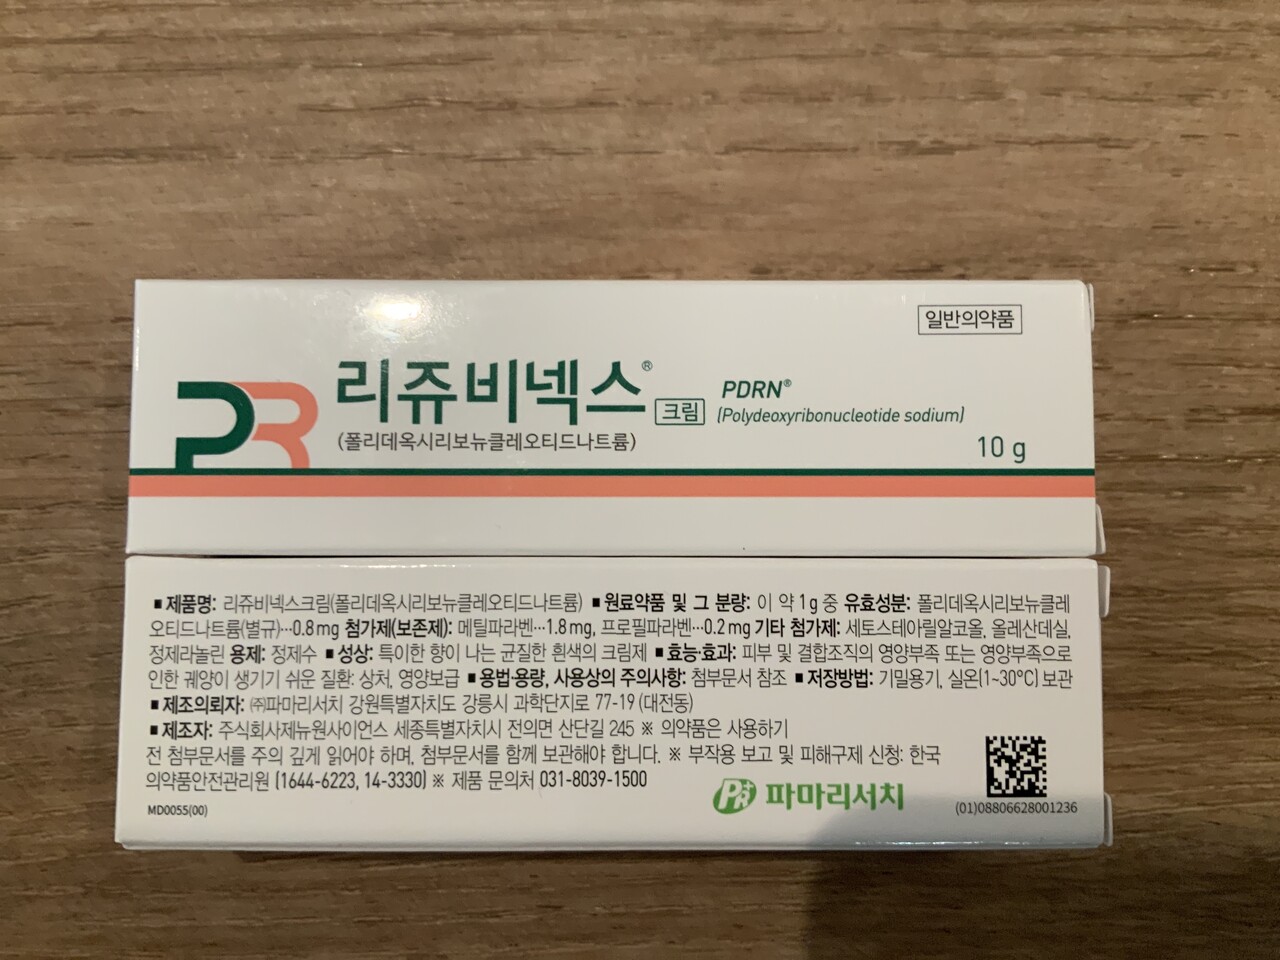 일반의약품
PR 리쥬비넥스® 크림 PDRN®
(폴리데옥시리보뉴클레오티드나트륨) (Polydeoxyribonucleotide sodium)
10 g
■ 제품명: 리쥬비넥스크림(폴리데옥시리보뉴클레오티드나트륨) ■ 원료약품 및 그 분량: 이 약 1 g 중 유효성분: 폴리데옥시리보뉴클레
오티드나트륨(별규)···0.8 mg 첨가제(보존제): 메틸파라벤···1.8 mg, 프로필파라벤···0.2 mg 기타 첨가제: 세토스테아릴알코올, 올레산데실,
정제라놀린 용제: 정제수 ■ 성상: 특이한 향이 나는 균질한 흰색의 크림제 ■ 효능·효과: 피부 및 결합조직의 영양부족 또는 영양부족으로
인한 궤양이 생기기 쉬운 질환: 상처, 영양보급 ■ 용법·용량, 사용상의 주의사항: 첨부문서 참조 ■ 저장방법: 기밀용기, 실온(1~30°C) 보관
■ 제조의뢰자: ㈜파마리서치 강원특별자치도 강릉시 과학단지로 77-19 (대전동)
■ 제조자: 주식회사제뉴원사이언스 세종특별자치시 전의면 산단길 245 ※ 의약품은 사용하기
전 첨부문서를 주의 깊게 읽어야 하며, 첨부문서를 함께 보관해야 합니다. ※ 부작용 보고 및 피해구제 신청: 한국
의약품안전관리원 (1644-6223, 14-3330) ※ 제품 문의처 031-8039-1500
PR 파마리서치
MD0055(00)
(01)08806628001236